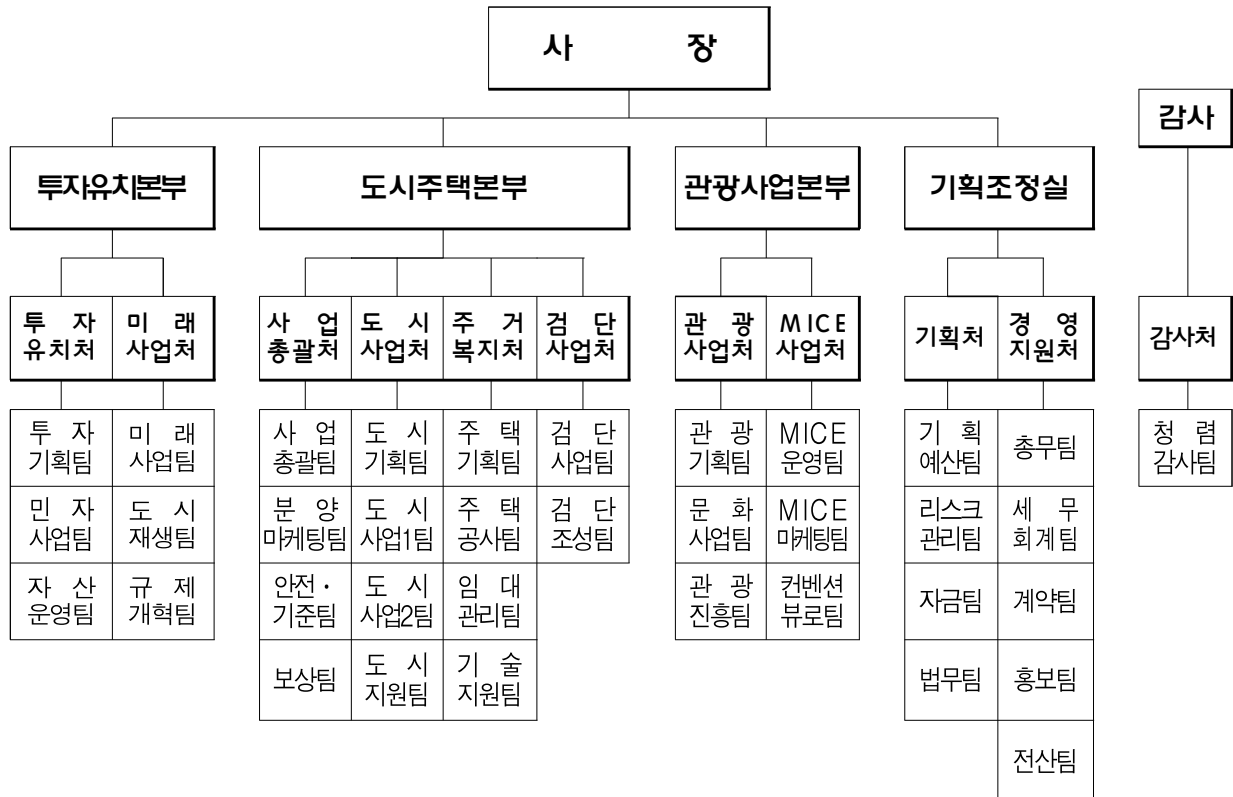 사 장
감사
투자유치본부
도시주택본부
관광사업본부
기획조정실
투 자
유치처
미 래
사업처
사 업
총괄처
도 시
사업처
주 거
복지처
검 단
사업처
관 광
사업처
MICE
사업처
기획처
경 영
지원처
감사처
투 자
기획팀
미 래
사업팀
사 업
총괄팀
도 시
기획팀
주 택
기획팀
검 단
사업팀
관 광
기획팀
MICE
운영팀
기 획
예산팀
총무팀
청 렴
감사팀
민 자
사업팀
도 시
재생팀
분 양
마케팅팀
도 시
사업1팀
주 택
공사팀
검 단
조성팀
문 화
사업팀
MICE
마케팅팀
리스크
관리팀
세 무
회계팀
자 산
운영팀
규 제
개혁팀
안전·
기준팀
도 시
사업2팀
임 대
관리팀
관 광
진흥팀
컨벤션
뷰로팀
자금팀
계약팀
보상팀
도 시
지원팀
기 술
지원팀
법무팀
홍보팀
전산팀